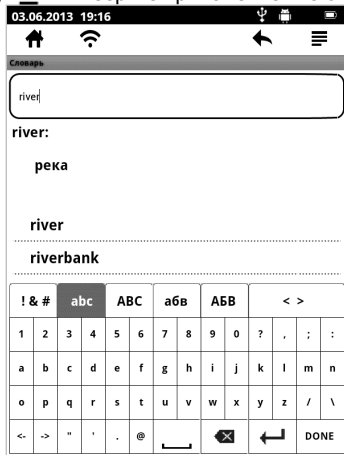 03.06.2013 19:16
Словарь
river
river:
река
river
riverbank
! & # abc ABC абв АБВ < >
1 2 3 4 5 6 7 8 9 0 ? , ; :
a b c d e f g h i j k l m n
o p q r s t u v w x y z / \
<- -> " ' . @ DONE